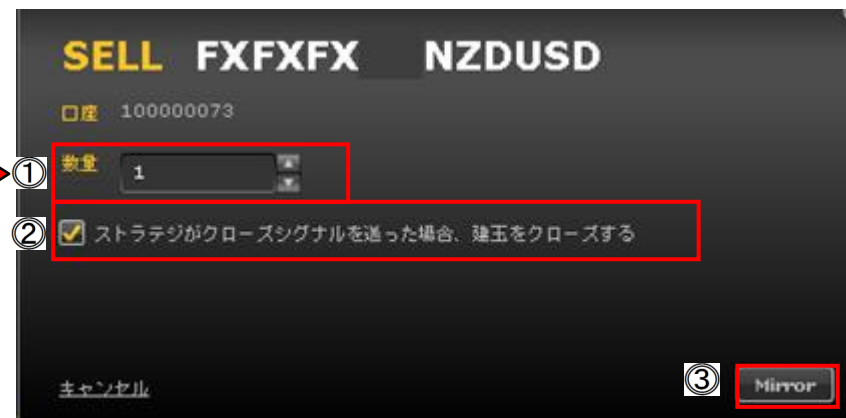 SELL FXFXFX NZDUSD
口座 100000073
① 数量 1
② ストラテジがクローズシグナルを送った場合、建玉をクローズする
キャンセル ③ Mirror